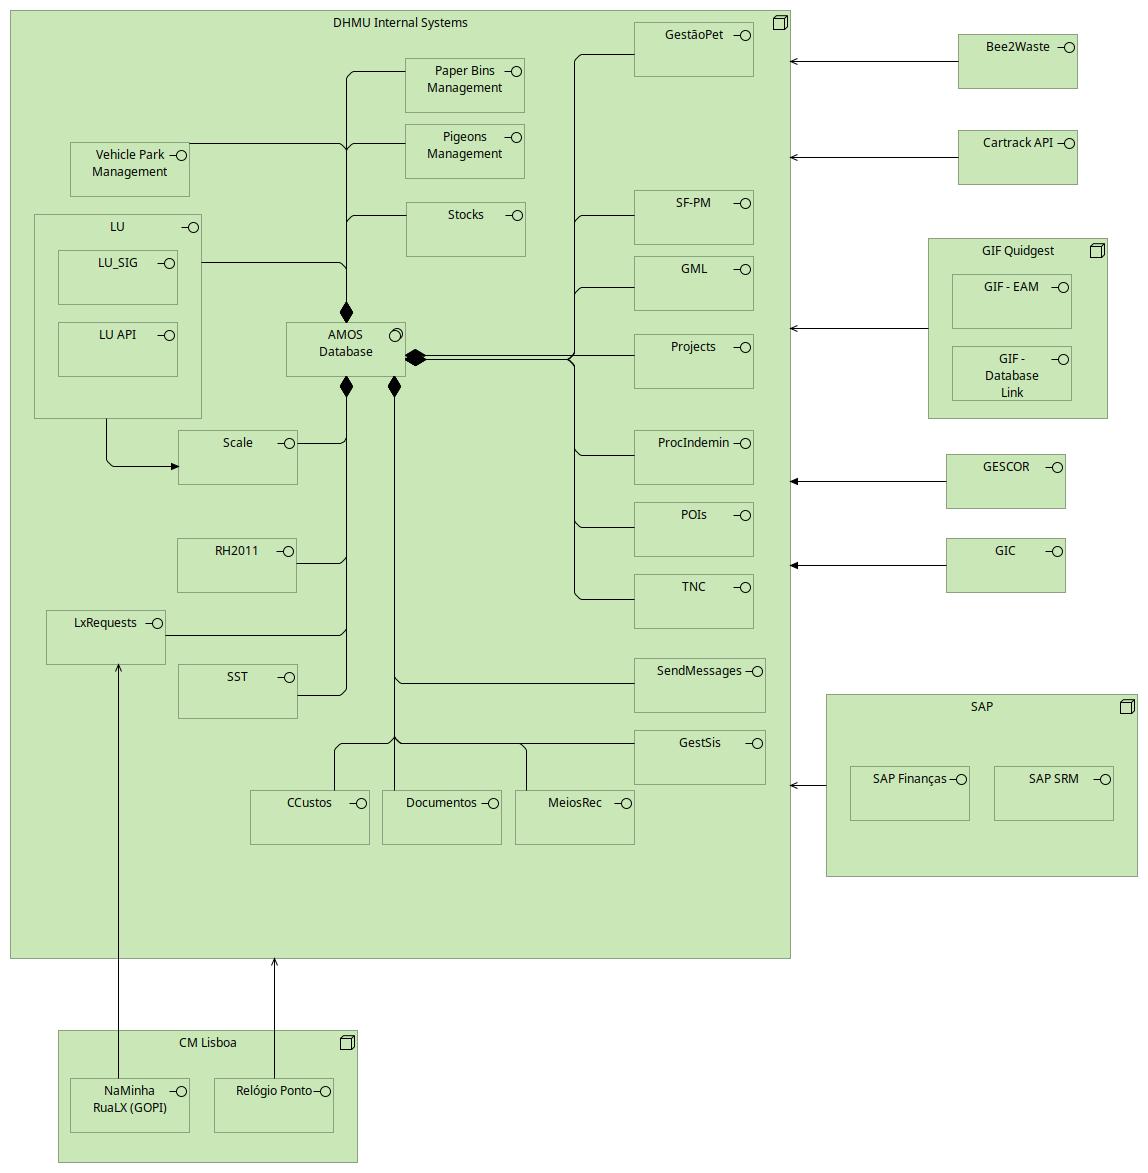 DHMU Internal Systems
GestãoPet
Paper Bins
Management
Pigeons
Management
Vehicle Park
Management
Stocks
LU
LU_SIG
LU API
AMOS
Database
SF-PM
GML
Projects
Scale
ProcIndemin
POIs
RH2011
TNC
LxRequests
SST
SendMessages
GestSis
CCustos
Documentos
MeiosRec
Bee2Waste
Cartrack API
GIF Quidgest
GIF - EAM
GIF -
Database
Link
GESCOR
GIC
SAP
SAP Finanças
SAP SRM
CM Lisboa
NaMinha
RuaLX (GOPI)
Relógio Ponto